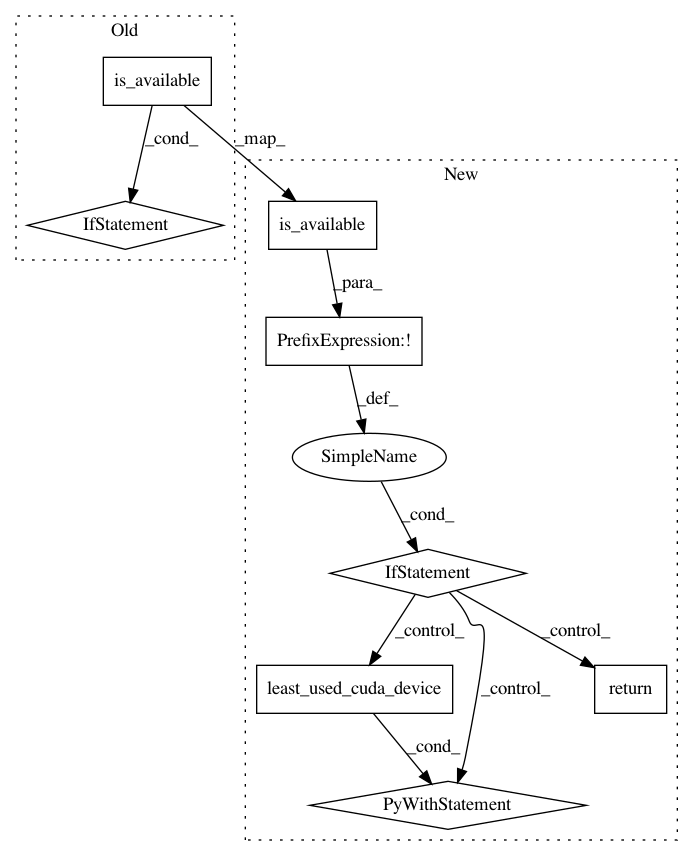 Old
is_available
_cond_
_map_
New
IfStatement
is_available
_para_
PrefixExpression:!
_def_
SimpleName
_cond_
IfStatement
_control_
_control_
least_used_cuda_device
_control_
return
_cond_
PyWithStatement